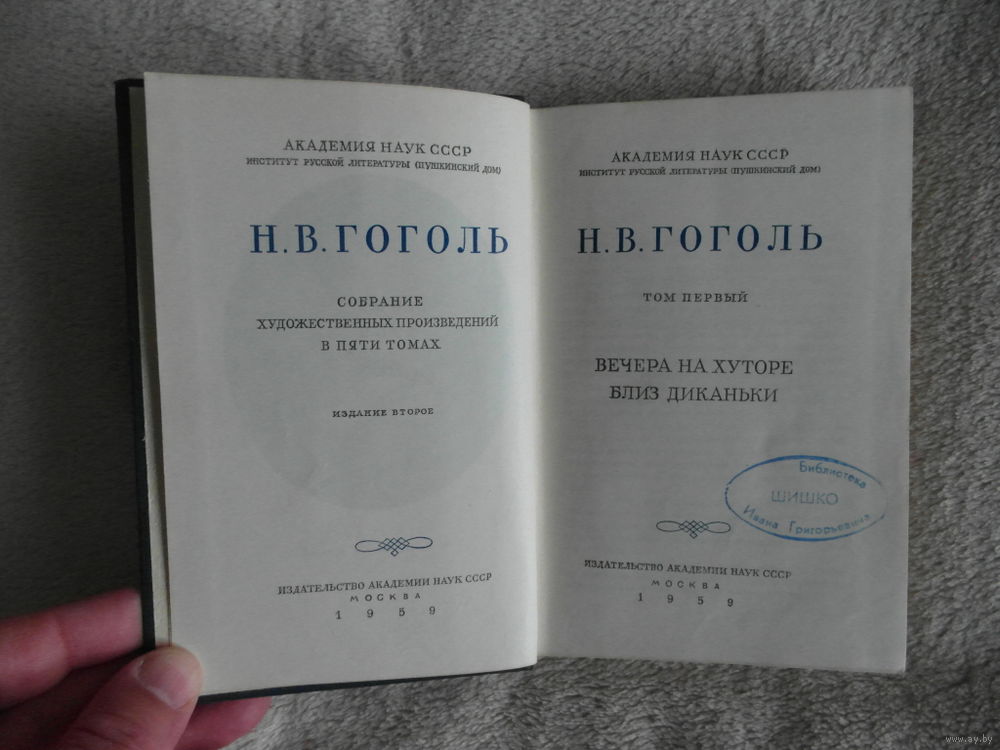 АКАДЕМИЯ НАУК СССР
ИНСТИТУТ РУССКОЙ ЛИТЕРАТУРЫ (ПУШКИНСКИЙ ДОМ)
Н. В. ГОГОЛЬ
СОБРАНИЕ
ХУДОЖЕСТВЕННЫХ ПРОИЗВЕДЕНИЙ
В ПЯТИ ТОМАХ
ИЗДАНИЕ ВТОРОЕ
ИЗДАТЕЛЬСТВО АКАДЕМИИ НАУК СССР
МОСКВА
1959
АКАДЕМИЯ НАУК СССР
ИНСТИТУТ РУССКОЙ ЛИТЕРАТУРЫ (ПУШКИНСКИЙ ДОМ)
Н. В. ГОГОЛЬ
ТОМ ПЕРВЫЙ
ВЕЧЕРА НА ХУТОРЕ
БЛИЗ ДИКАНЬКИ
Библиотека
ШИШКО
Ивана Григорьевича
ИЗДАТЕЛЬСТВО АКАДЕМИИ НАУК СССР
МОСКВА
1959
www.ay.by